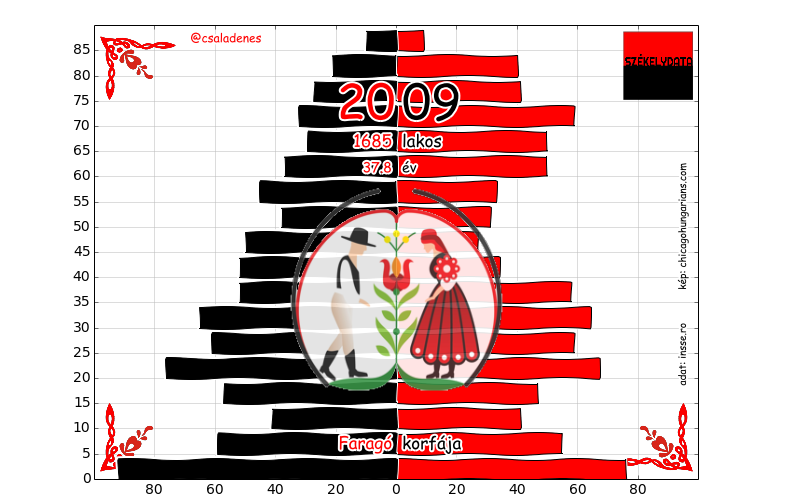 @csaladenes
SZÉKELYDATA
2009
1685 lakos
37.8 év
Faragó korfája
kép: chicagohungarians.com
adat: insse.ro
85
80
75
70
65
60
55
50
45
40
35
30
25
20
15
10
5
0
80 60 40 20 0 20 40 60 80